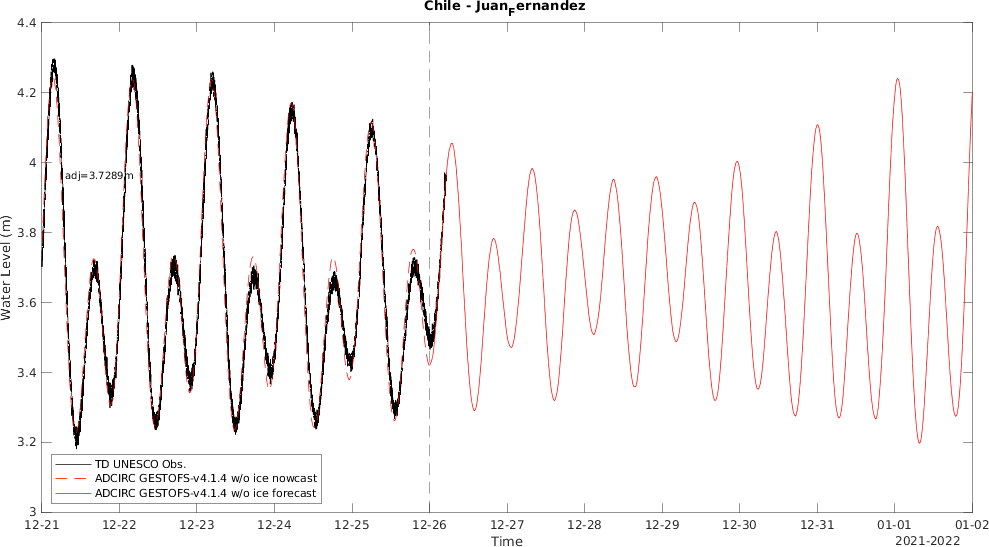 Chile - JuanFernandez
4.4
4.2
4
3.8
3.6
3.4
3.2
3
Water Level (m)
adj=3.7289m
TD UNESCO Obs.
ADCIRC GESTOFS-v4.1.4 w/o ice nowcast
ADCIRC GESTOFS-v4.1.4 w/o ice forecast
12-21 12-22 12-23 12-24 12-25 12-26 12-27 12-28 12-29 12-30 12-31 01-01 01-02
Time
2021-2022